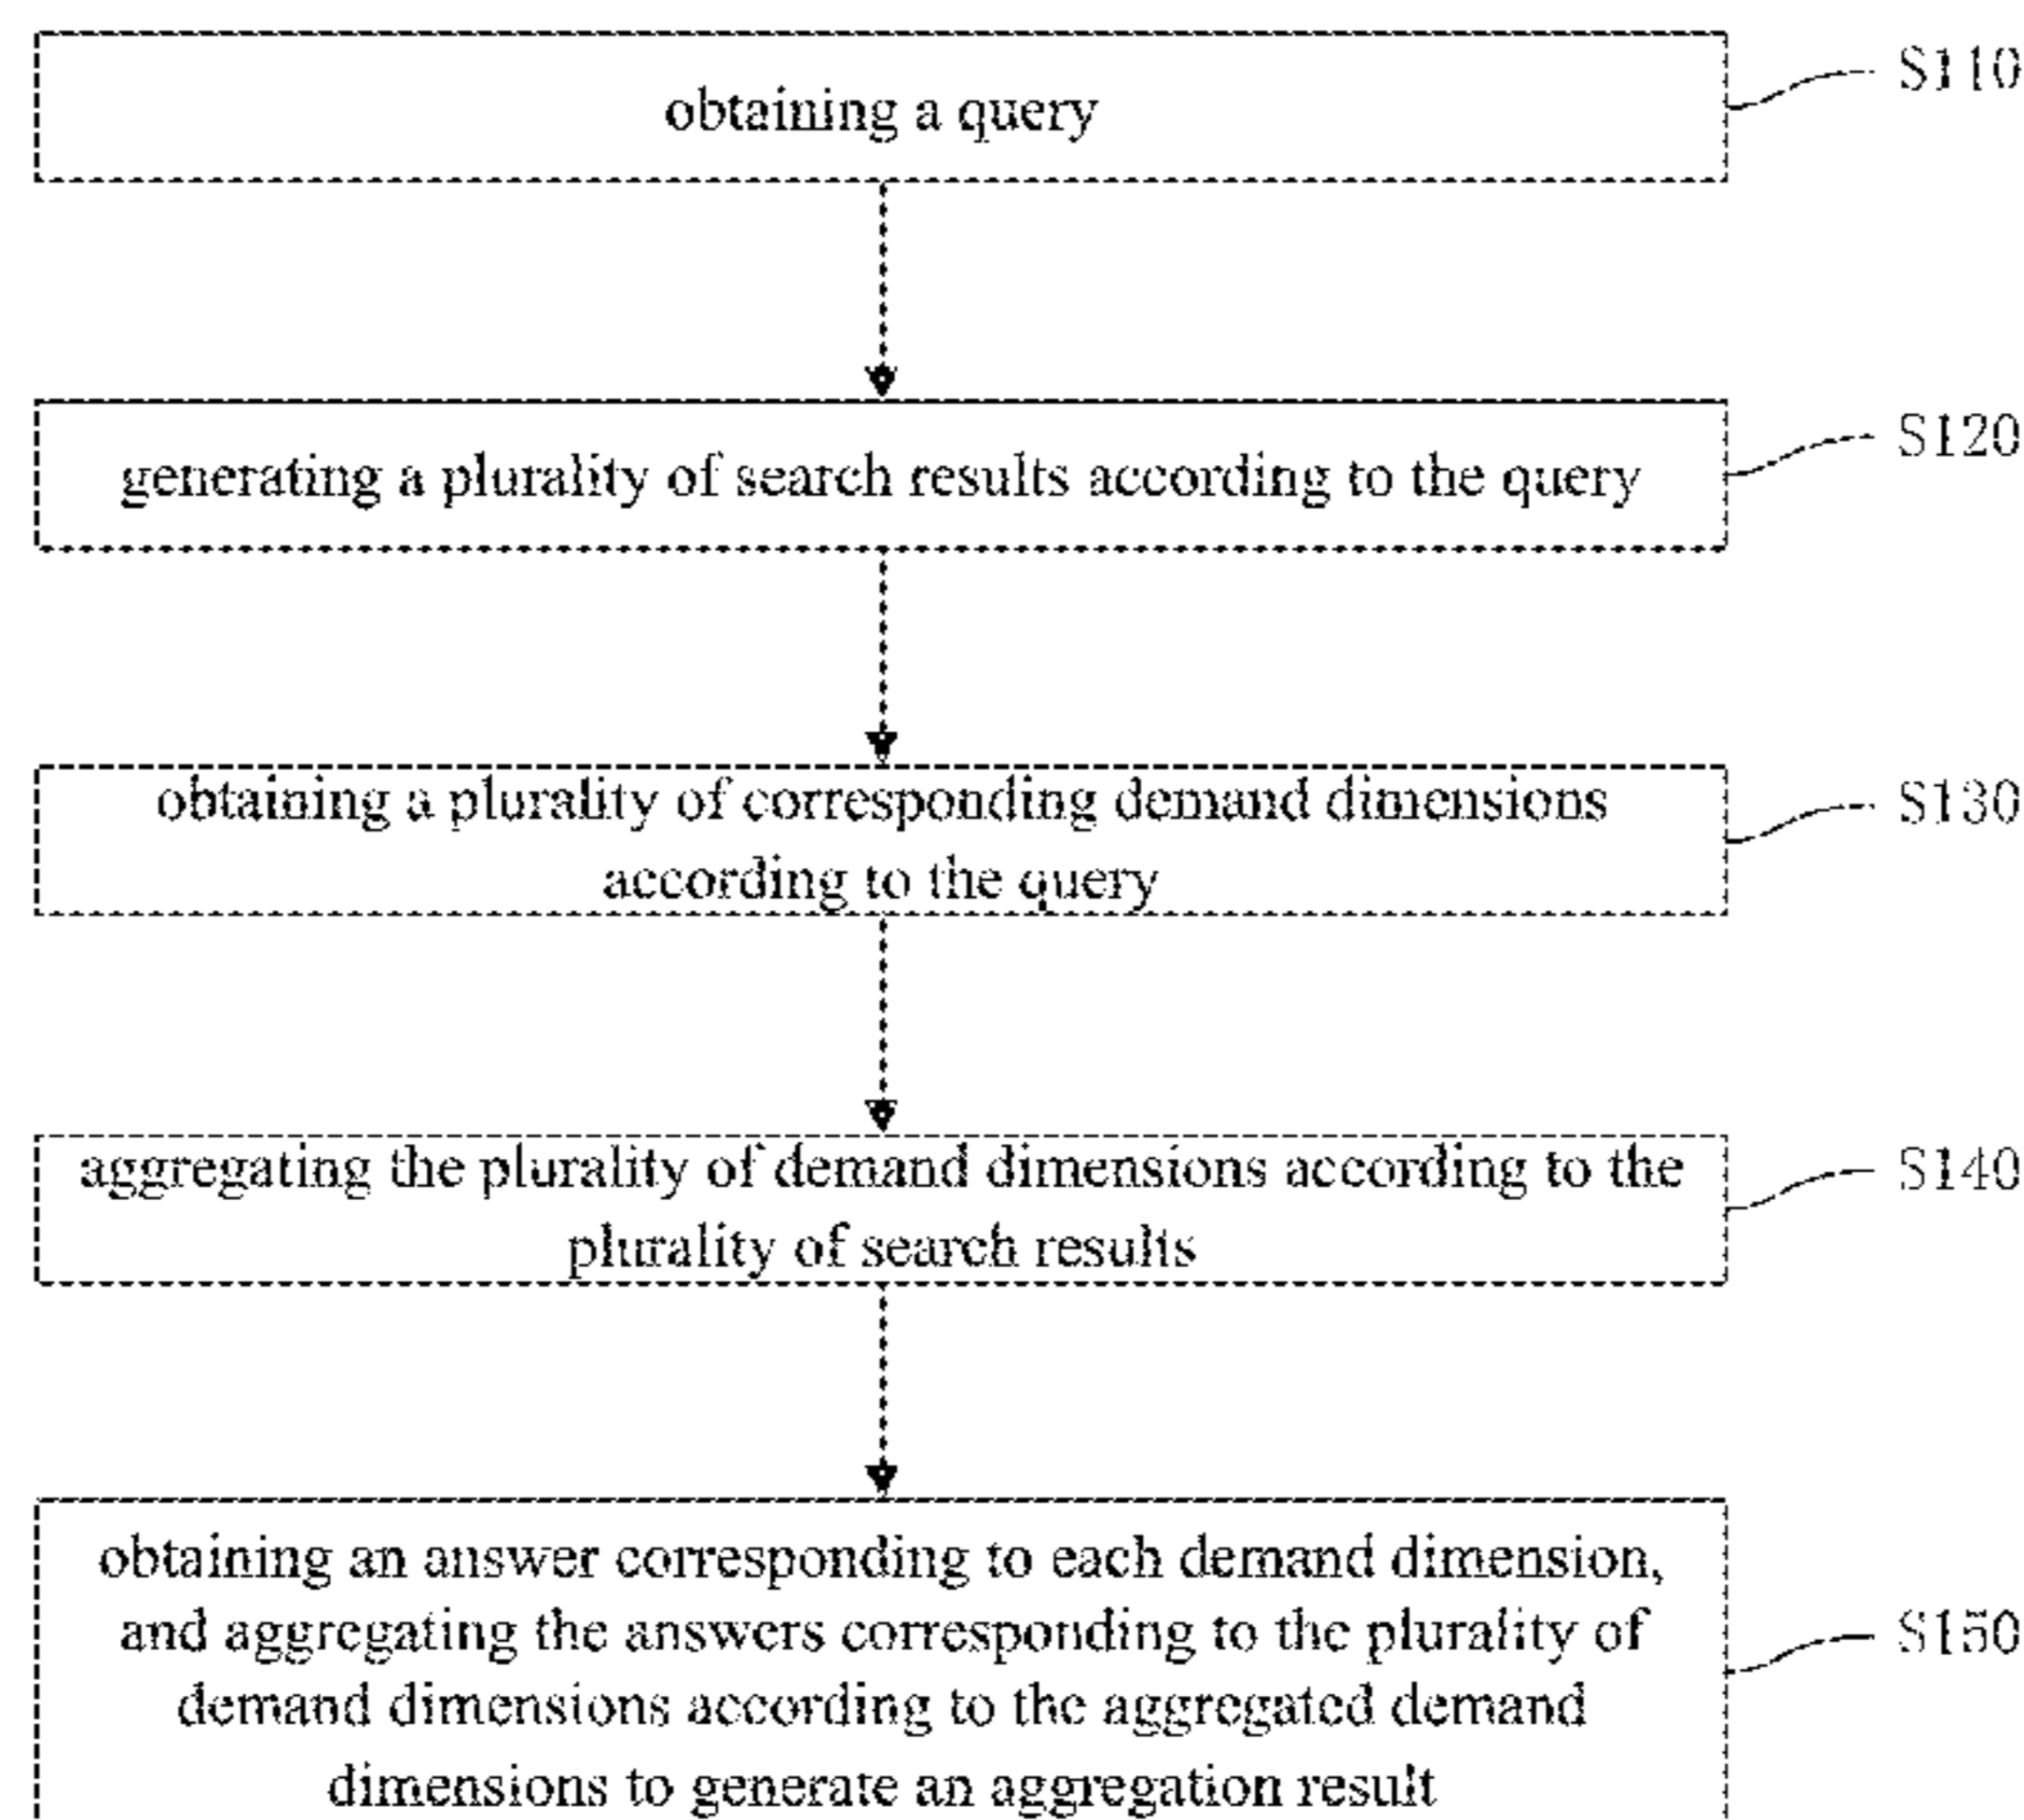 obtaining a query
S110
generating a plurality of search results according to the query
S120
obtaining a plurality of corresponding demand dimensions
according to the query
S130
aggregating the plurality of demand dimensions according to the
plurality of search results
S140
obtaining an answer corresponding to each demand dimension,
and aggregating the answers corresponding to the plurality of
demand dimensions according to the aggregated demand
dimensions to generate an aggregation result
S150